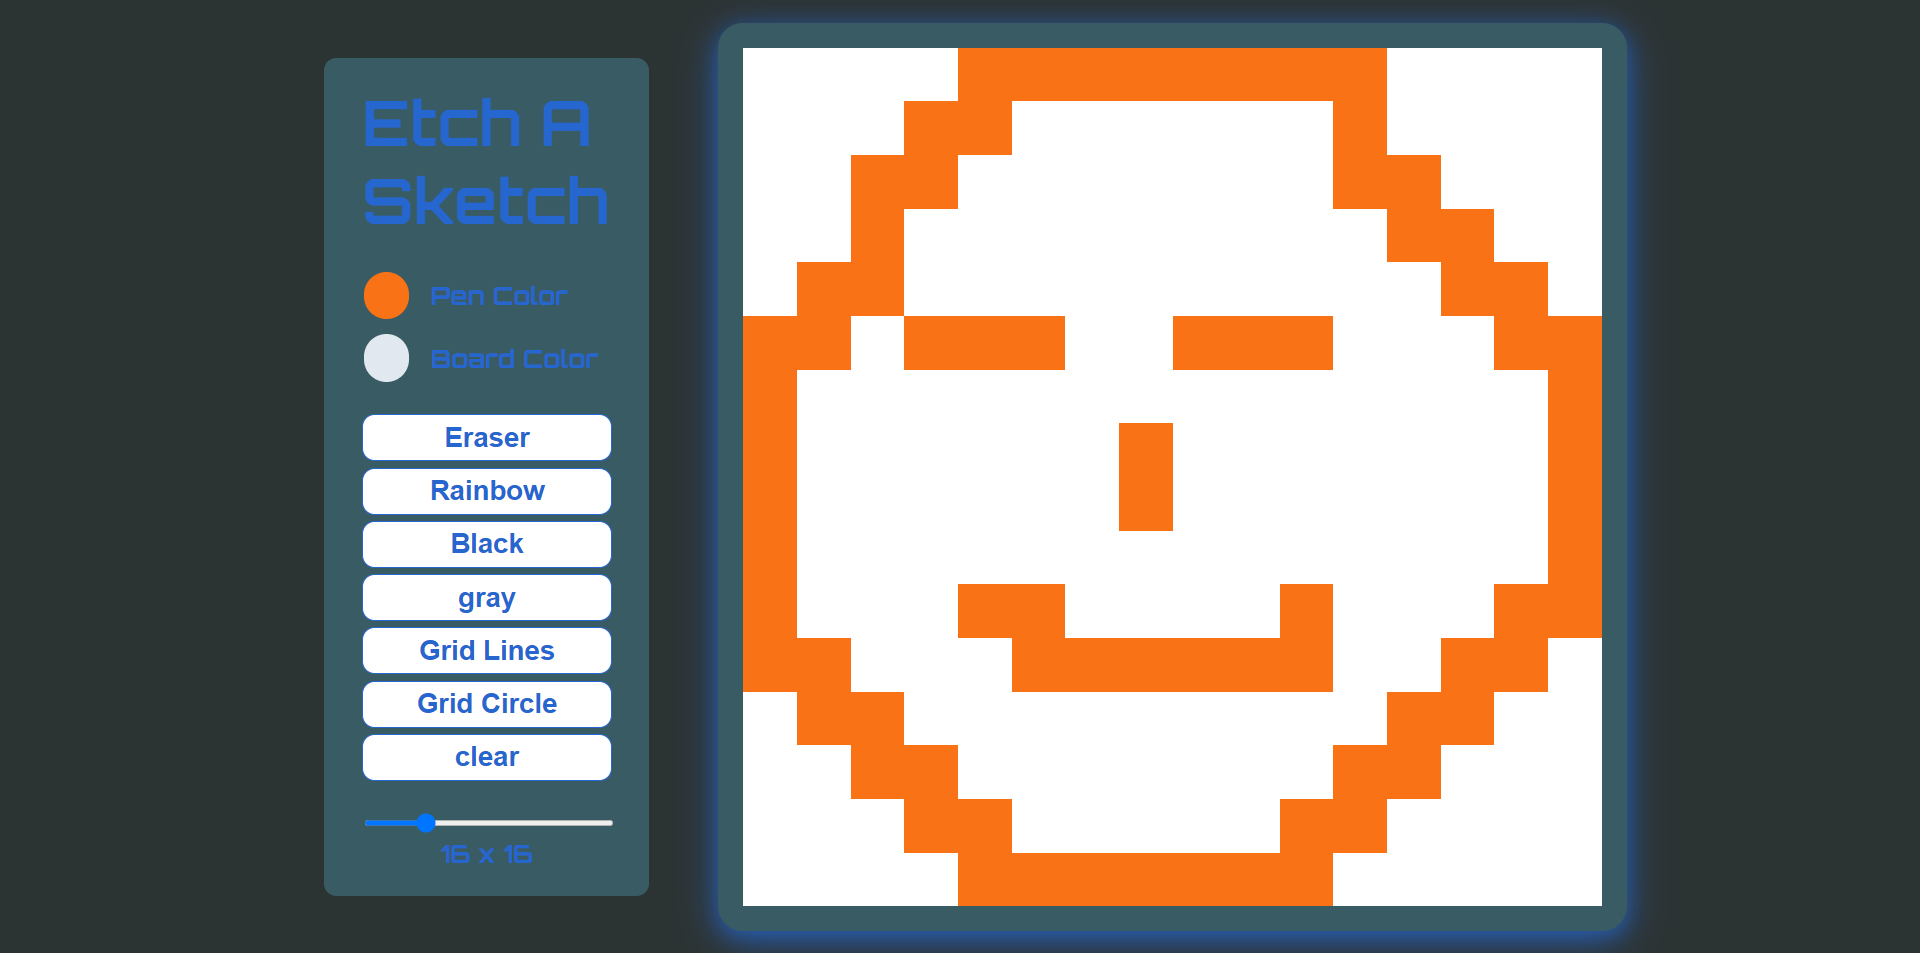 Etch A
Sketch
Pen Color
Board Color
Eraser
Rainbow
Black
gray
Grid Lines
Grid Circle
clear
16 x 16